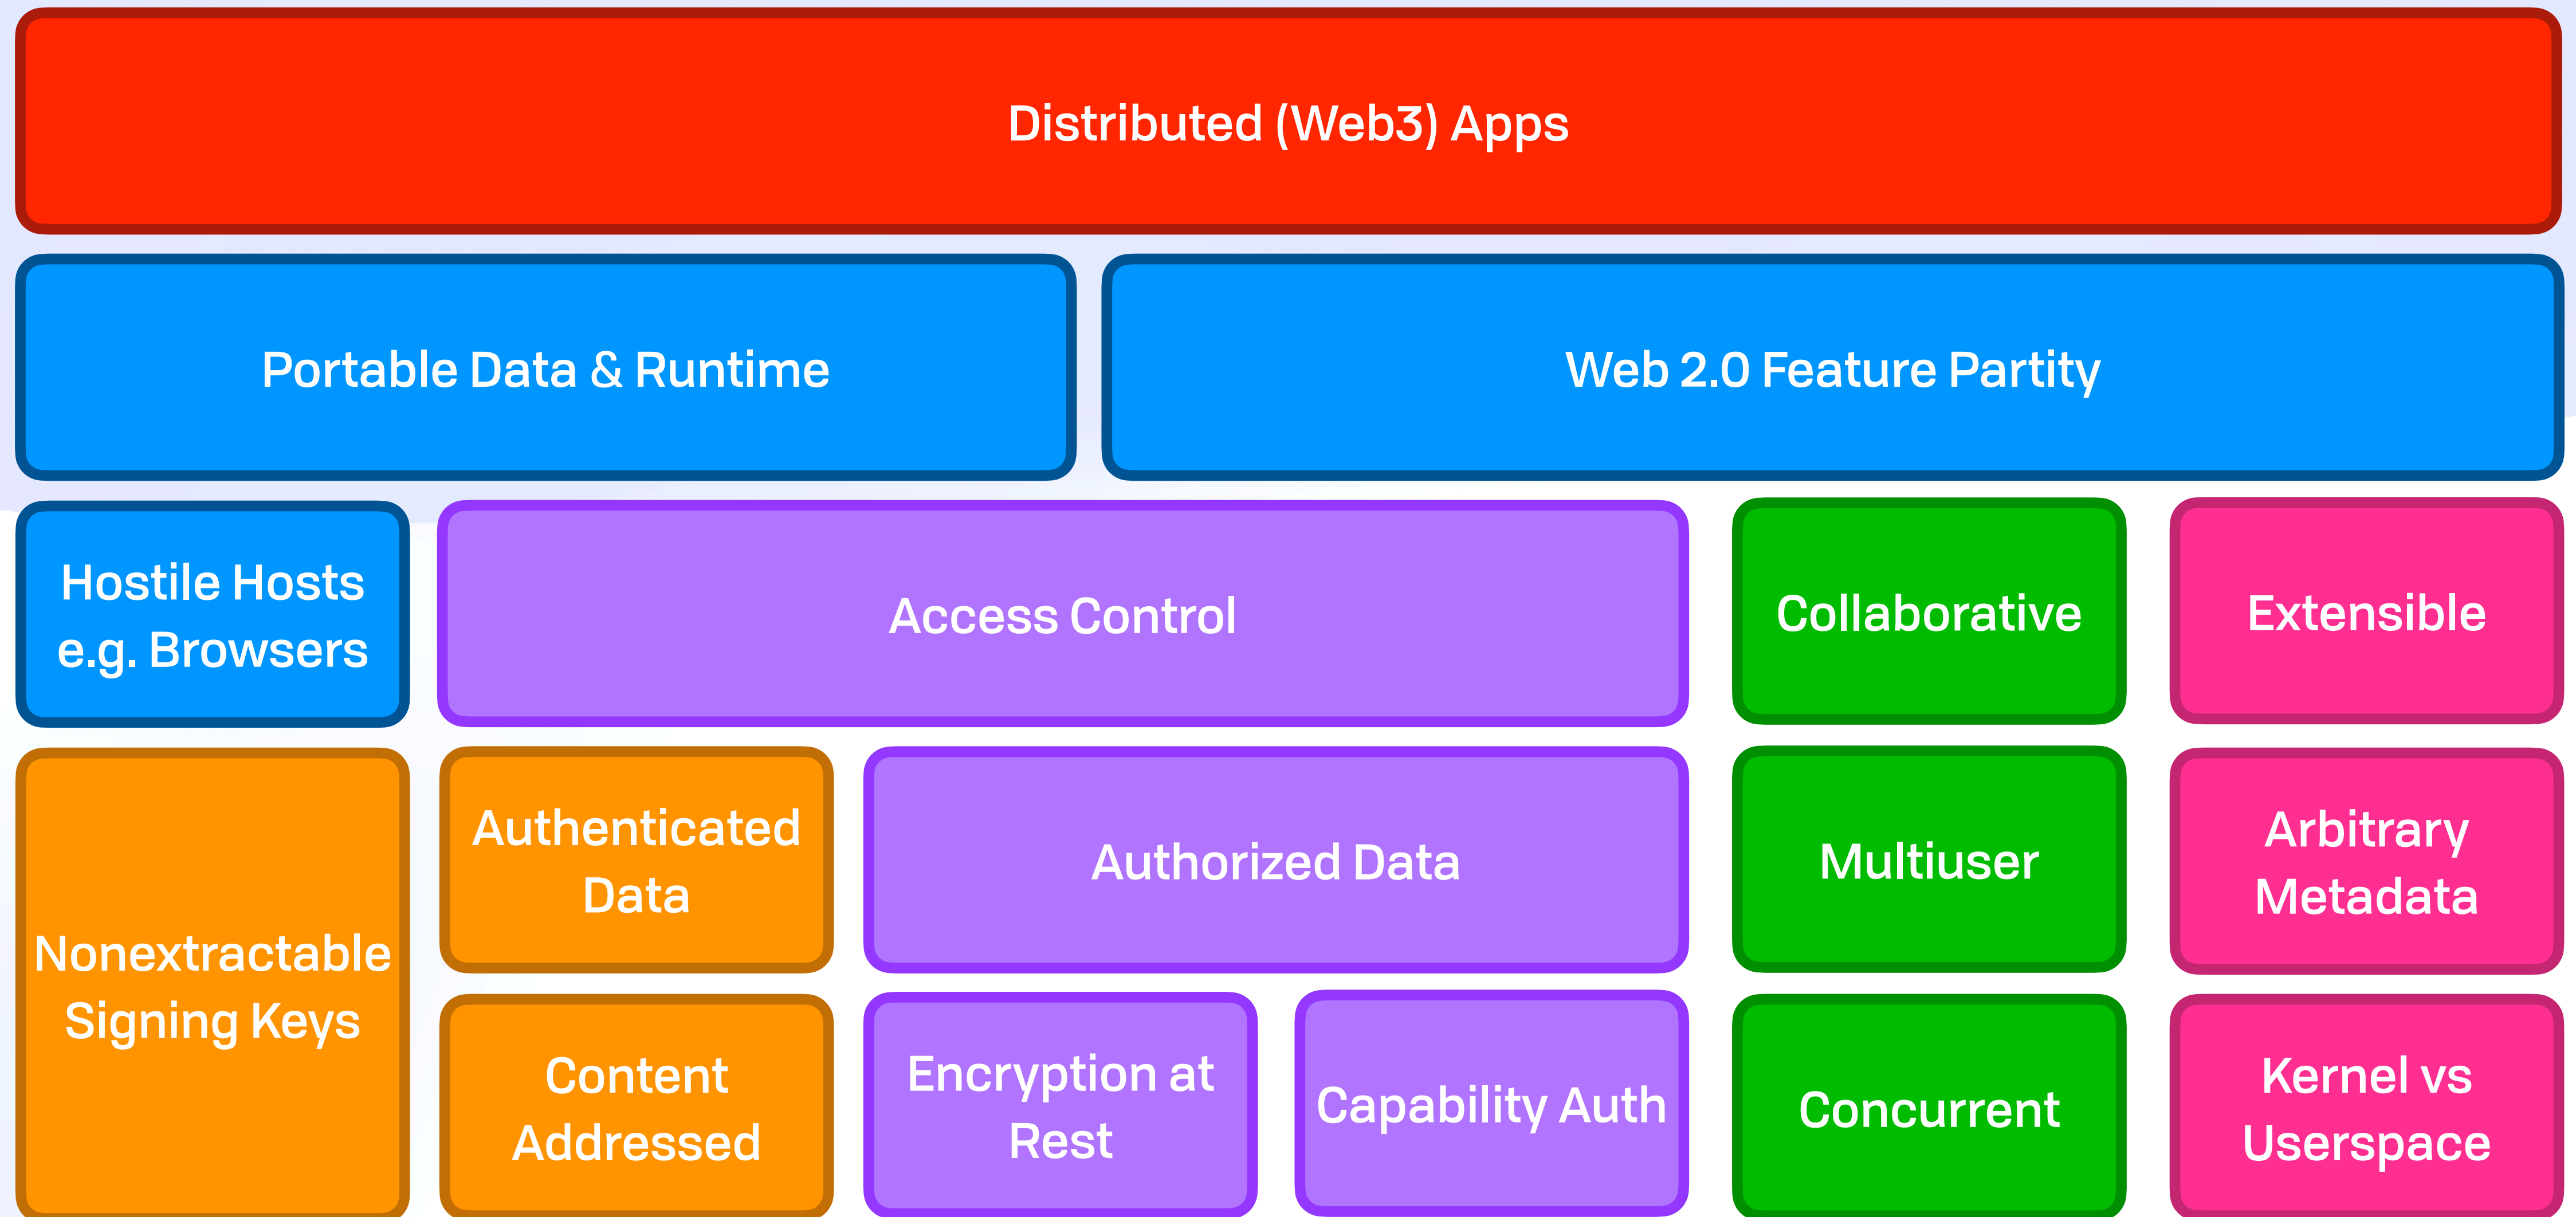 Distributed (Web3) Apps
Portable Data & Runtime
Web 2.0 Feature Partity
Hostile Hosts
e.g. Browsers
Access Control
Collaborative
Extensible
Nonextractable
Signing Keys
Authenticated
Data
Authorized Data
Multiuser
Arbitrary
Metadata
Content
Addressed
Encryption at
Rest
Capability Auth
Concurrent
Kernel vs
Userspace